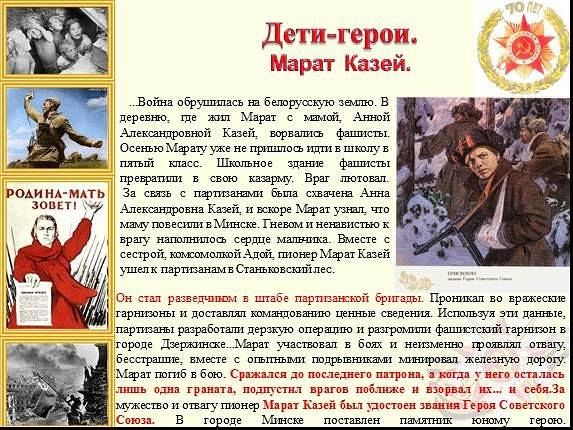 Дети-герои.
Марат Казей.
70 ЛЕТ
...Война обрушилась на белорусскую землю. В
деревню, где жил Марат с мамой, Анной
Александровной Казей, ворвались фашисты.
Осенью Марату уже не пришлось идти в школу в
пятый класс. Школьное здание фашисты
превратили в свою казарму. Враг лютовал.
За связь с партизанами была схвачена Анна
Александровна Казей, и вскоре Марат узнал, что
маму повесили в Минске. Гневом и ненавистью к
врагу наполнилось сердце мальчика. Вместе с
сестрой, комсомолкой Адой, пионер Марат Казей
ушел к партизанам в Станьковский лес.
Он стал разведчиком в штабе партизанской бригады. Проникал во вражеские
гарнизоны и доставлял командованию ценные сведения. Используя эти данные,
партизаны разработали дерзкую операцию и разгромили фашистский гарнизон в
городе Дзержинске...Марат участвовал в боях и неизменно проявлял отвагу,
бесстрашие, вместе с опытными подрывниками минировал железную дорогу.
Марат погиб в бою. Сражался до последнего патрона, а когда у него осталась
лишь одна граната, подпустил врагов поближе и взорвал их... и себя.За
мужество и отвагу пионер Марат Казей был удостоен звания Героя Советского
Союза. В городе Минске поставлен памятник юному герою.
РОДИНА-МАТЬ
ЗОВЕТ!
ПРИСВОЕНО
звание Героя Советского Союза